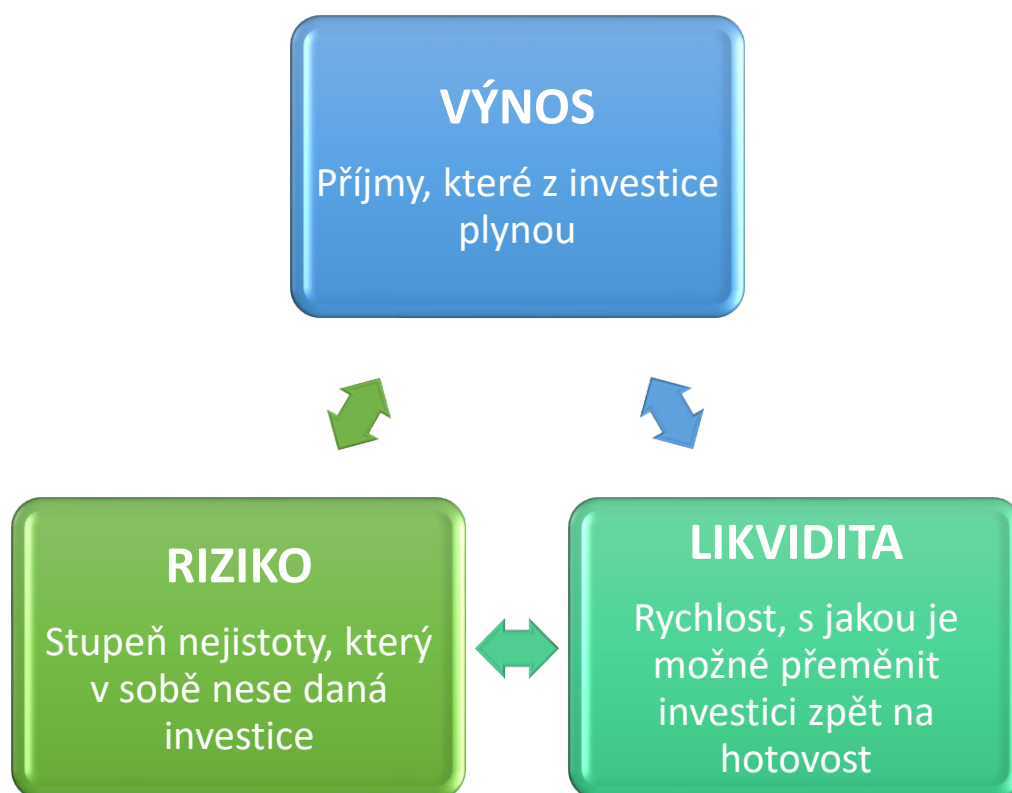 VÝNOS
Příjmy, které z investice
plynou
RIZIKO
Stupeň nejistoty, který
v sobě nese daná
investice
LIKVIDITA
Rychlost, s jakou je
možné přeměnit
investici zpět na
hotovost